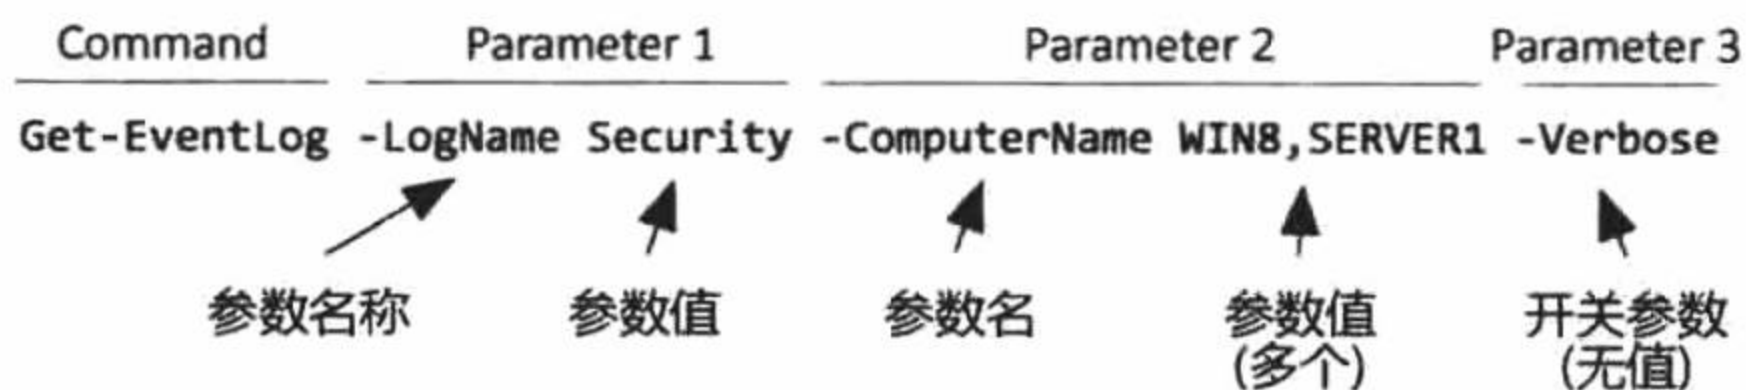 Command Parameter 1 Parameter 2 Parameter 3
Get-EventLog -LogName Security -ComputerName WIN8,SERVER1 -Verbose
参数名称 参数值 参数名 参数值 开关参数
(多个) (无值)